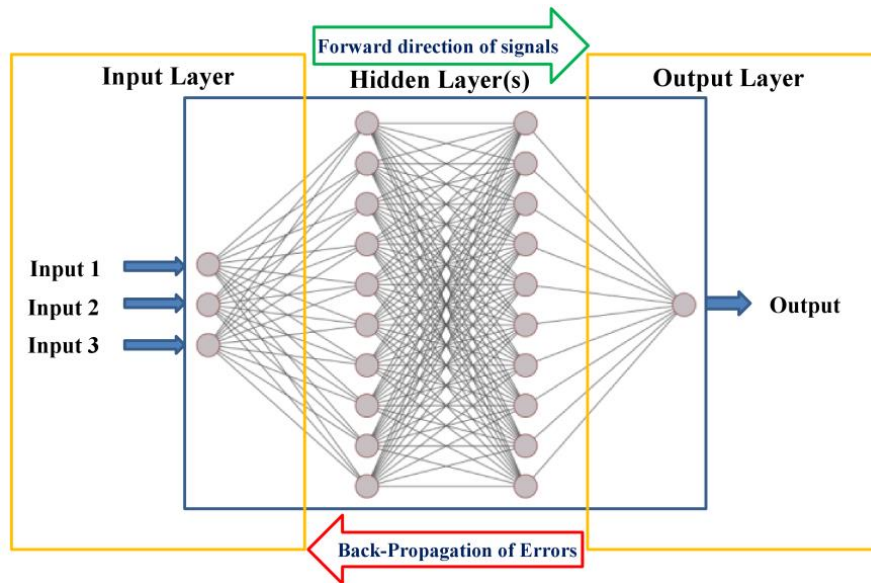 Forward direction of signals
Input Layer
Hidden Layer(s)
Output Layer
Input 1
Input 2
Input 3
Output
Back-Propagation of Errors